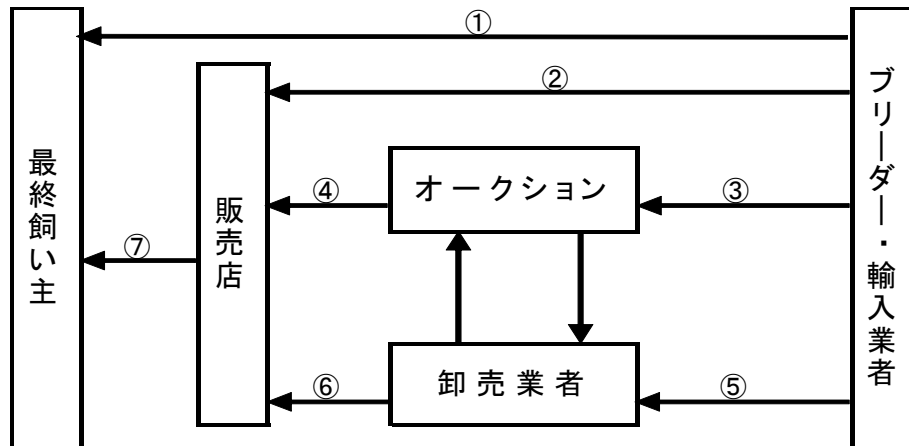 ①
②
最終飼い主
ブリーダー・輸入業者
販売店
オークション
④
③
⑦
卸売業者
⑥
⑤